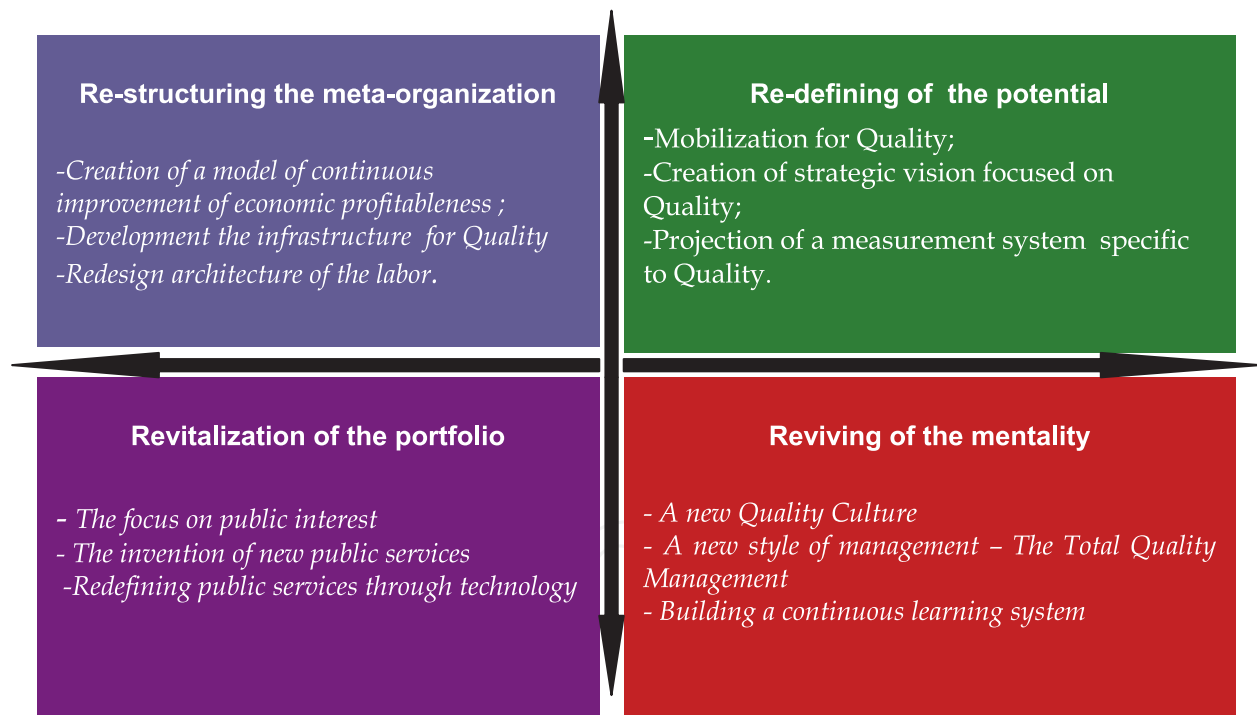 Re-structuring the meta-organization
-Creation of a model of continuous
improvement of economic profitableness ;
-Development the infrastructure for Quality
-Redesign architecture of the labor.
Re-defining of the potential
-Mobilization for Quality;
-Creation of strategic vision focused on
Quality;
-Projection of a measurement system specific
to Quality.
Revitalization of the portfolio
- The focus on public interest
- The invention of new public services
-Redefining public services through technology
Reviving of the mentality
- A new Quality Culture
- A new style of management – The Total Quality
Management
- Building a continuous learning system